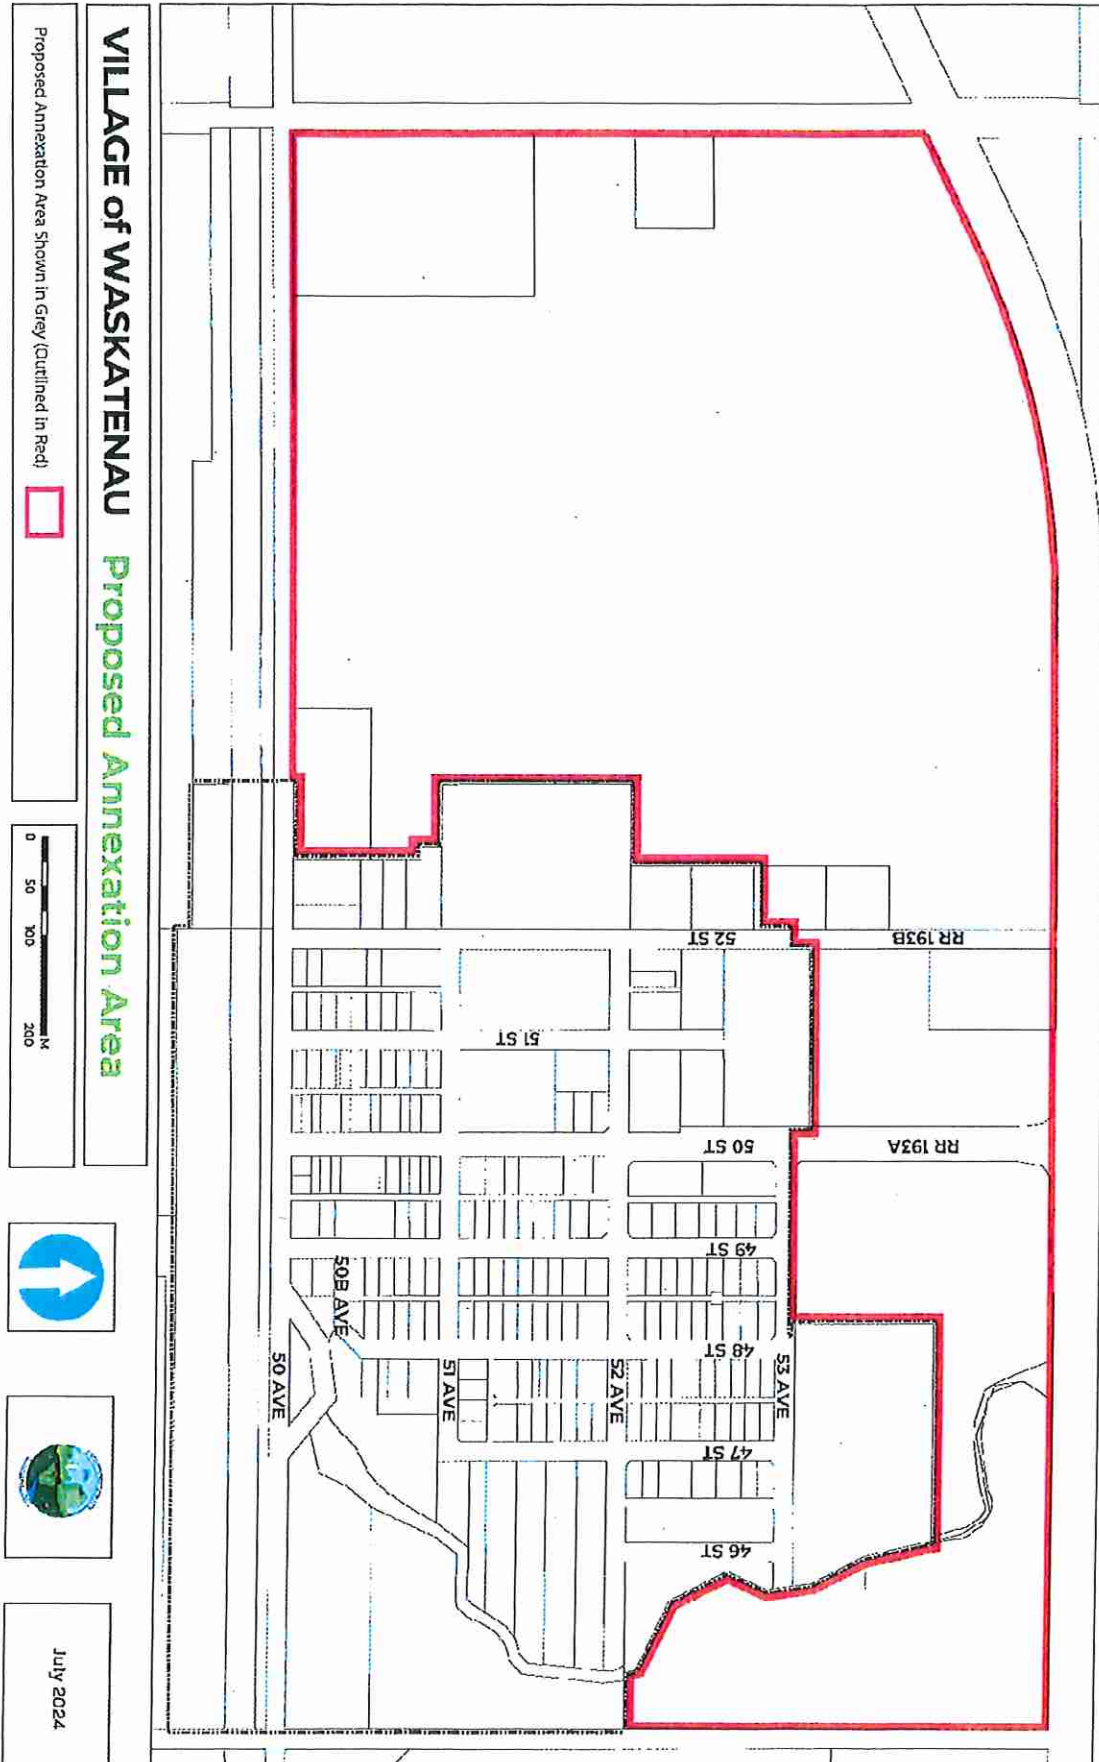 VILLAGE of WASKATENAU Proposed Annexation Area
Proposed Annexation Area Shown in Grey (Outlined in Red)
0 50 100 200
M
July 2024
RR 193B
RR 193A
52 ST
51 ST
50 ST
49 ST
48 ST
47 ST
46 ST
53 AVE
52 AVE
51 AVE
50B AVE
50 AVE